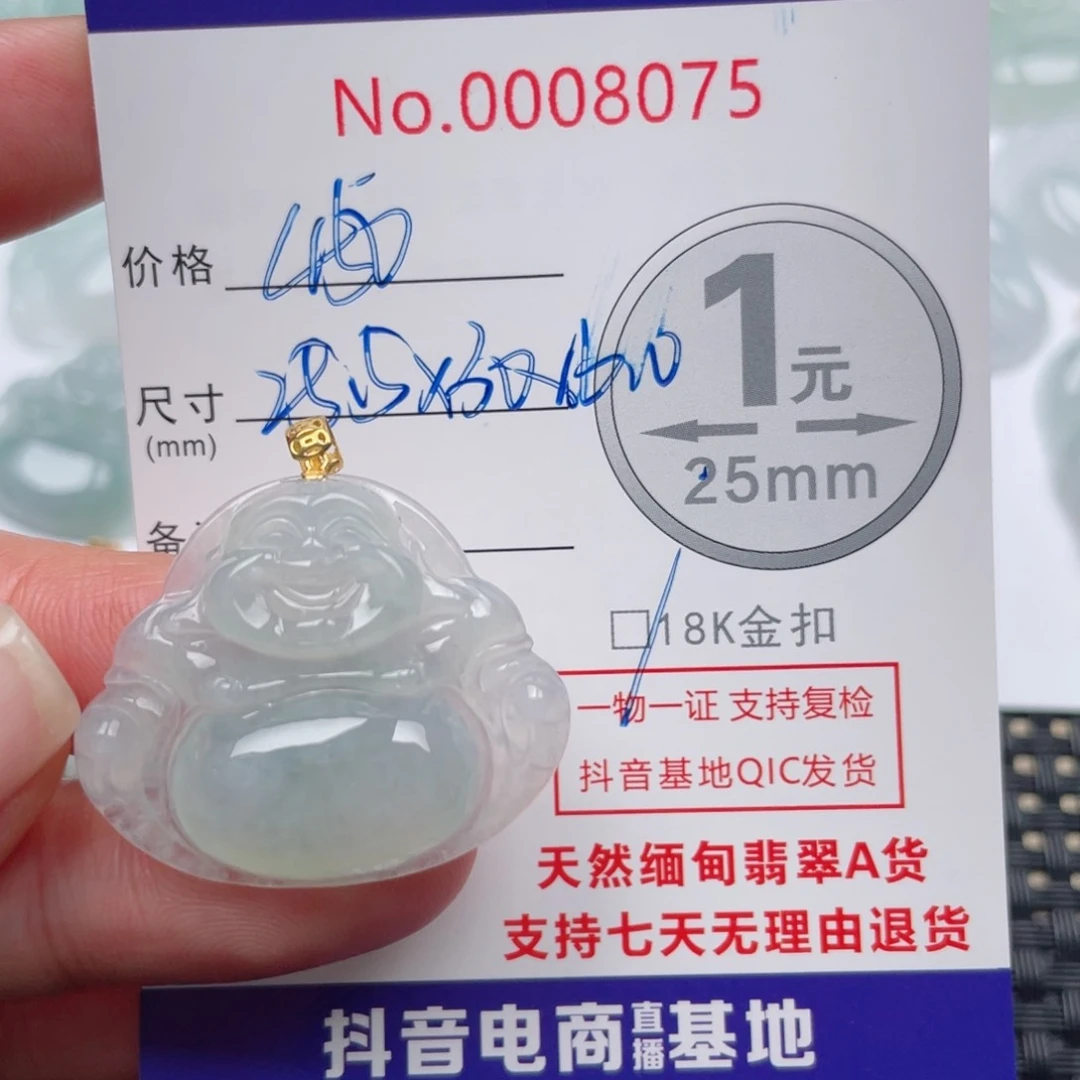 No.0008075
价格
尺寸
(mm)
备
1元
25mm
18K金扣
一物一证 支持复检
抖音基地QIC发货
天然缅甸翡翠A货
支持七天无理由退货
抖音电商直播基地